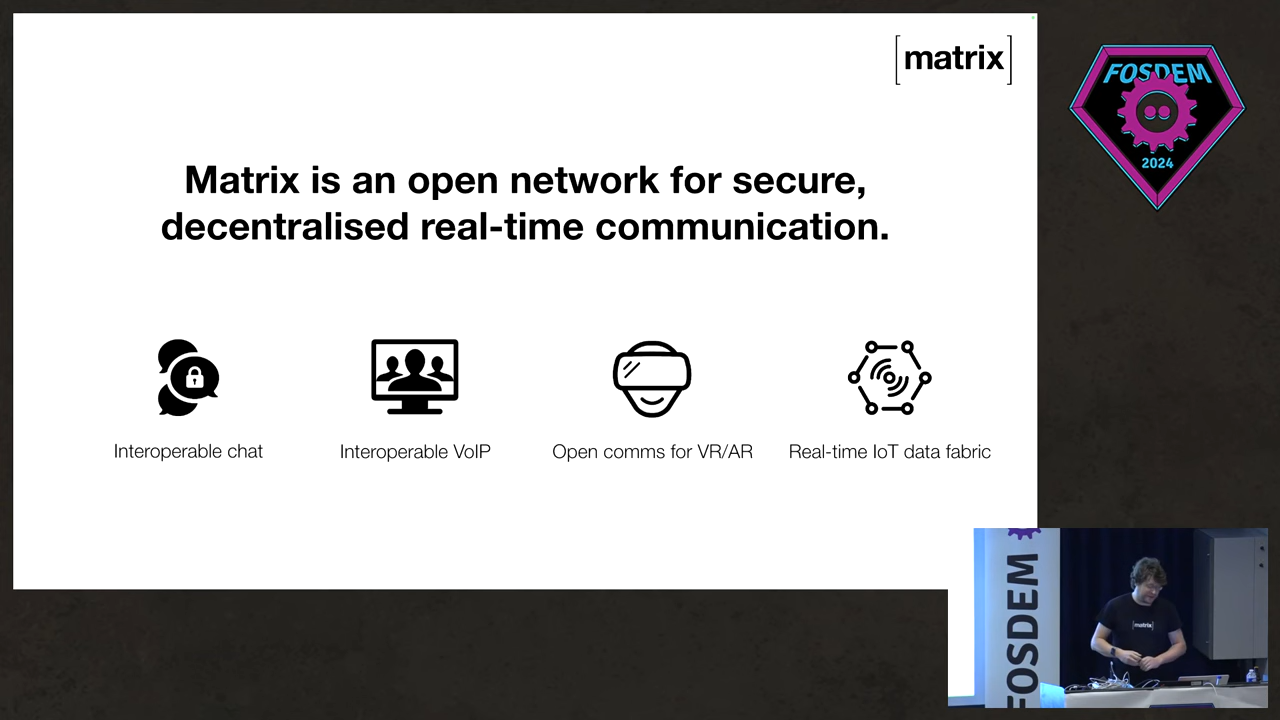 [matrix]
FOSDEM
2024
Matrix is an open network for secure,
decentralised real-time communication.
Interoperable chat
Interoperable VoIP
Open comms for VR/AR
Real-time IoT data fabric
FOSDEM
[matrix]